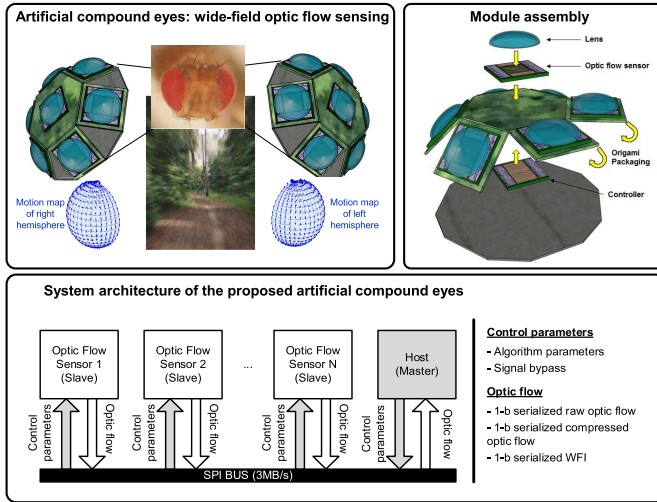 Artificial compound eyes: wide-field optic flow sensing
Motion map
of right
hemisphere
Motion map
of left
hemisphere
Module assembly
Lens
Optic flow sensor
Origami
Packaging
Controller
System architecture of the proposed artificial compound eyes
Optic Flow
Sensor 1
(Slave)
Optic Flow
Sensor 2
(Slave)
...
Optic Flow
Sensor N
(Slave)
Host
(Master)
Control
parameters
Optic flow
Control
parameters
Optic flow
Control
parameters
Optic flow
Control
parameters
Optic flow
SPI BUS (3MB/s)
Control parameters
- Algorithm parameters
- Signal bypass
Optic flow
- 1-b serialized raw optic flow
- 1-b serialized compressed
optic flow
- 1-b serialized WFI